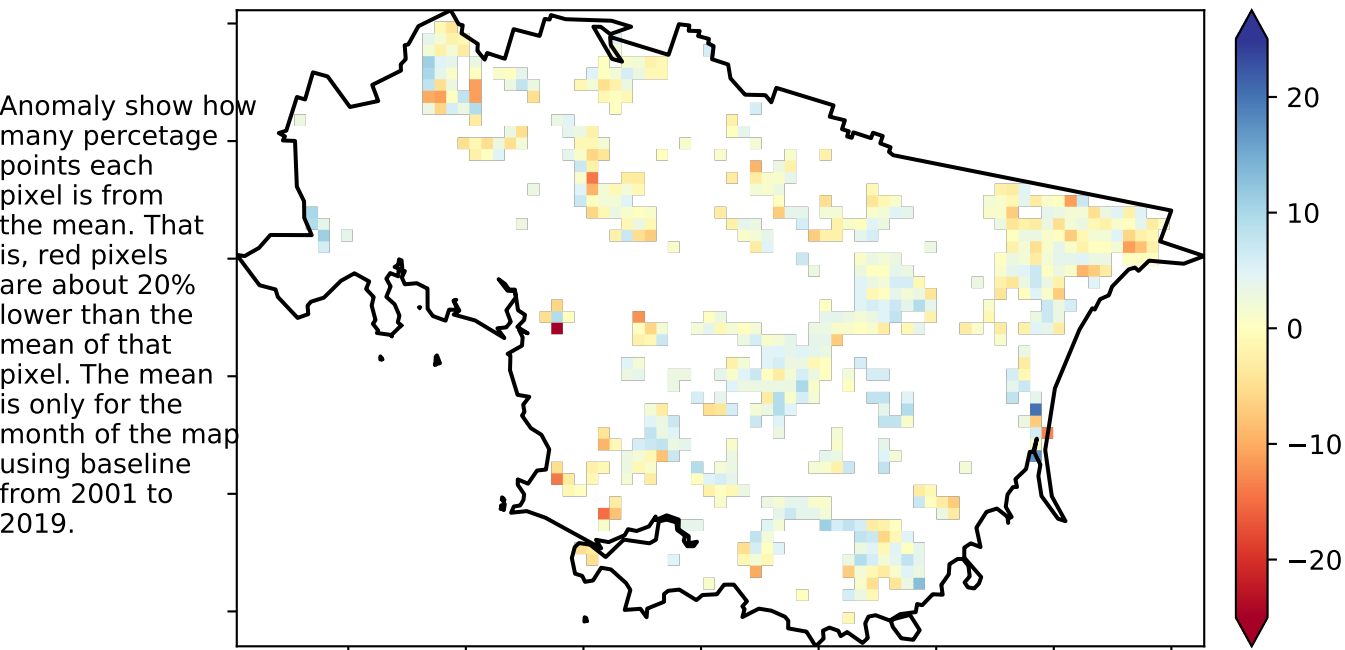 Anomaly show how
many percetage
points each
pixel is from
the mean. That
is, red pixels
are about 20%
lower than the
mean of that
pixel. The mean
is only for the
month of the map
using baseline
from 2001 to
2019.
20
10
0
−10
−20